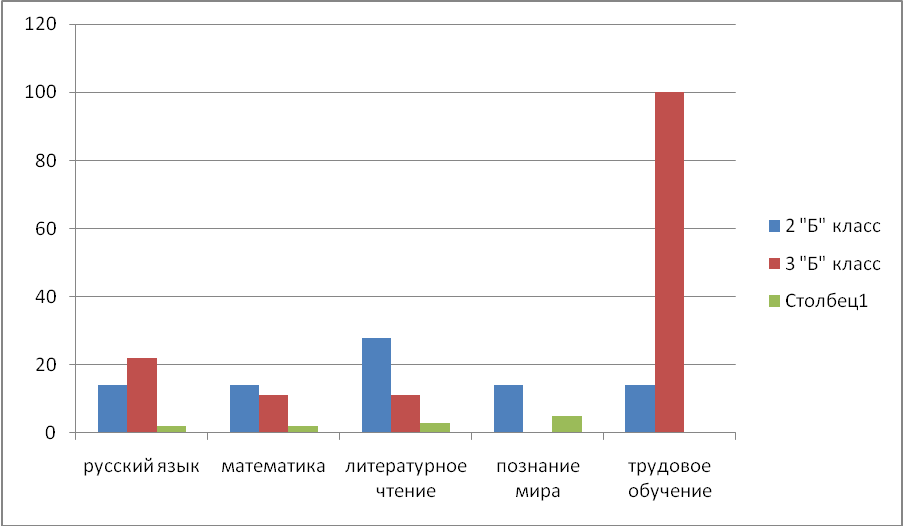 120
100
80
60
40
20
0
русский язык
математика
литературное
чтение
познание
мира
трудовое
обучение
2 "Б" класс
3 "Б" класс
Столбец1